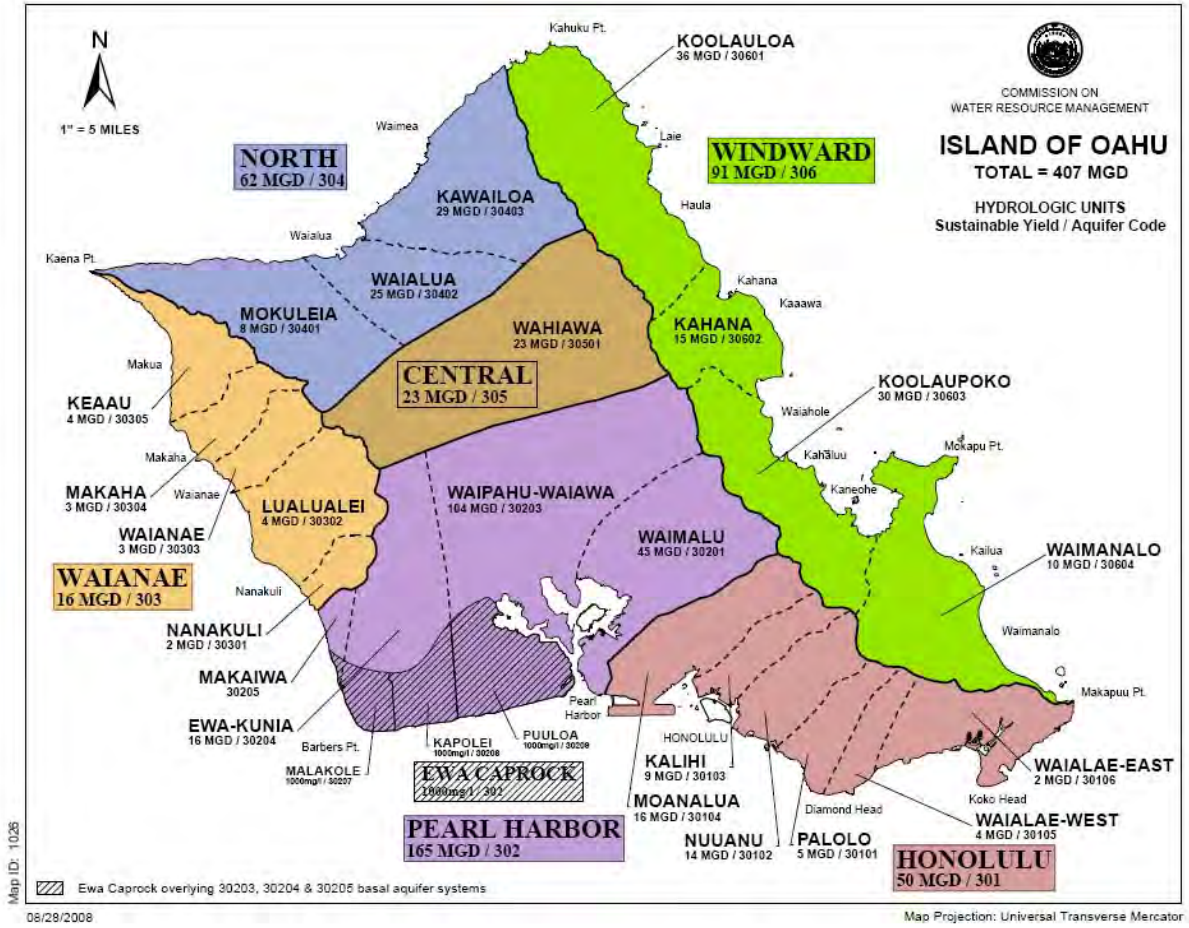 N
1" = 5 MILES
COMMISSION ON
WATER RESOURCE MANAGEMENT
ISLAND OF OAHU
TOTAL = 407 MGD
HYDROLOGIC UNITS
Sustainable Yield / Aquifer Code
Kahuku Pt.
KOOLAULOA
36 MGD / 30601
Waimea
Laie
NORTH
62 MGD / 304
WINDWARD
91 MGD / 306
KAWAILOA
29 MGD / 30403
Haula
Waialua
Kaena Pt.
WAIALUA
25 MGD / 30402
Kahana
Kaaawa
MOKULEIA
8 MGD / 30401
WAHIAWA
23 MGD / 30501
KAHANA
15 MGD / 30602
Makua
CENTRAL
23 MGD / 305
KOOLAUPOKO
30 MGD / 30603
KEAAU
4 MGD / 30305
Waiahole
Mokapu Pt.
Makaha
Kahaluu
MAKAHA
3 MGD / 30304
Waianae
Kaneohe
LUALUALEI
4 MGD / 30302
WAIPAHU-WAIAWA
104 MGD / 30203
WAIANAE
3 MGD / 30303
WAIMALU
45 MGD / 30201
Kailua
WAIMANALO
10 MGD / 30604
WAIANAE
16 MGD / 303
Nanakuli
NANAKULI
2 MGD / 30301
Waimanalo
MAKAIWA
30205
Makapuu Pt.
EWA-KUNIA
16 MGD / 30204
Pearl
Harbor
Barbers Pt.
KAPOLEI
1000mg/l / 30208
PUULOA
1000mg/l / 30209
HONOLULU
MALAKOLE
1000mg/l / 30207
EWA CAPROCK
1000mg/l / 302
KALIHI
9 MGD / 30103
WAIALAE-EAST
2 MGD / 30106
MOANALUA
16 MGD / 30104
Diamond Head
Koko Head
WAIALAE-WEST
4 MGD / 30105
PEARL HARBOR
165 MGD / 302
NUUANU
14 MGD / 30102
PALOLO
5 MGD / 30101
HONOLULU
50 MGD / 301
Map ID: 1026
Ewa Caprock overlying 30203, 30204 & 30205 basal aquifer systems
08/28/2008
Map Projection: Universal Transverse Mercator